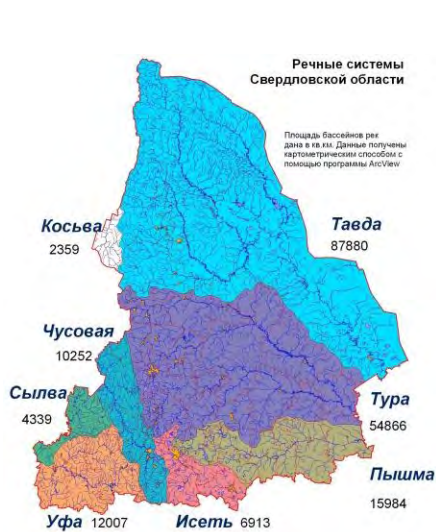 Речные системы
Свердловской области
Площадь бассейнов рек
дана в кв.км. Данные получены
картометрическим способом с
помощью программы ArcView
Косьва
2359
Тавда
87880
Чусовая
10252
Сылва
4339
Тура
54866
Пышма
15984
Уфа 12007
Исеть 6913